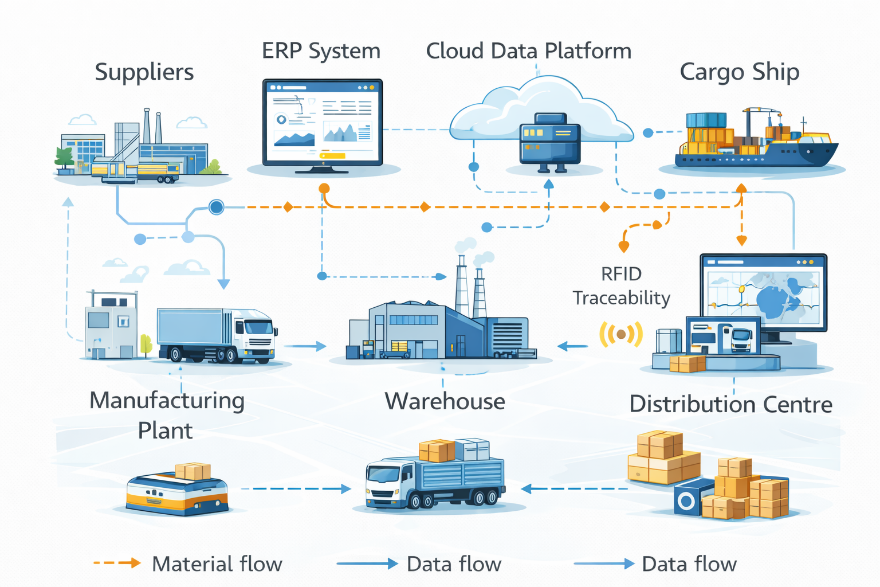 ERP System
Cloud Data Platform
Suppliers
Cargo Ship
RFID
Traceability
Manufacturing
Plant
Warehouse
Distribution Centre
Material flow
Data flow
Data flow